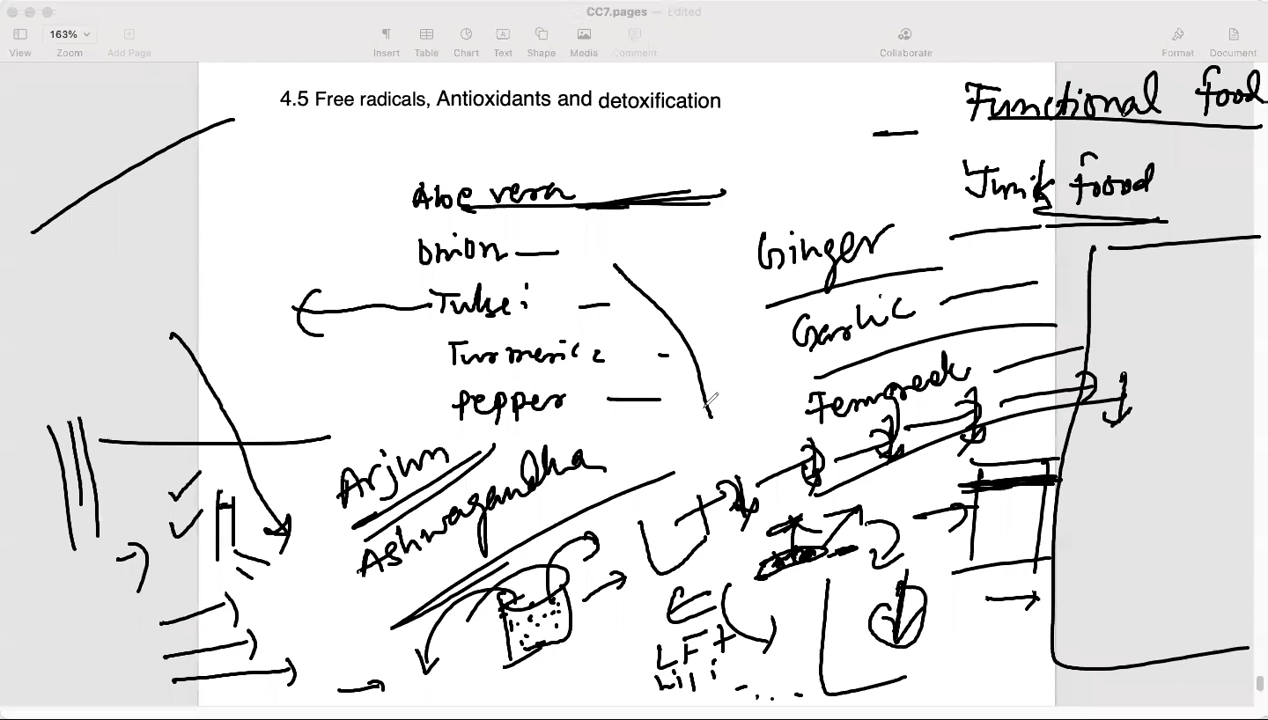 CC7.pages — Edited
163%
View Zoom Add Page Insert Table Chart Text Shape Media Comment Collaborate Format Document
4.5 Free radicals, Antioxidants and detoxification
Functional food
Junk food
Aloe vera
Onion
Tulsi
Turmeric
Pepper
Ginger
Garlic
Fenugreek
Arjun
Ashwagandha
LF +